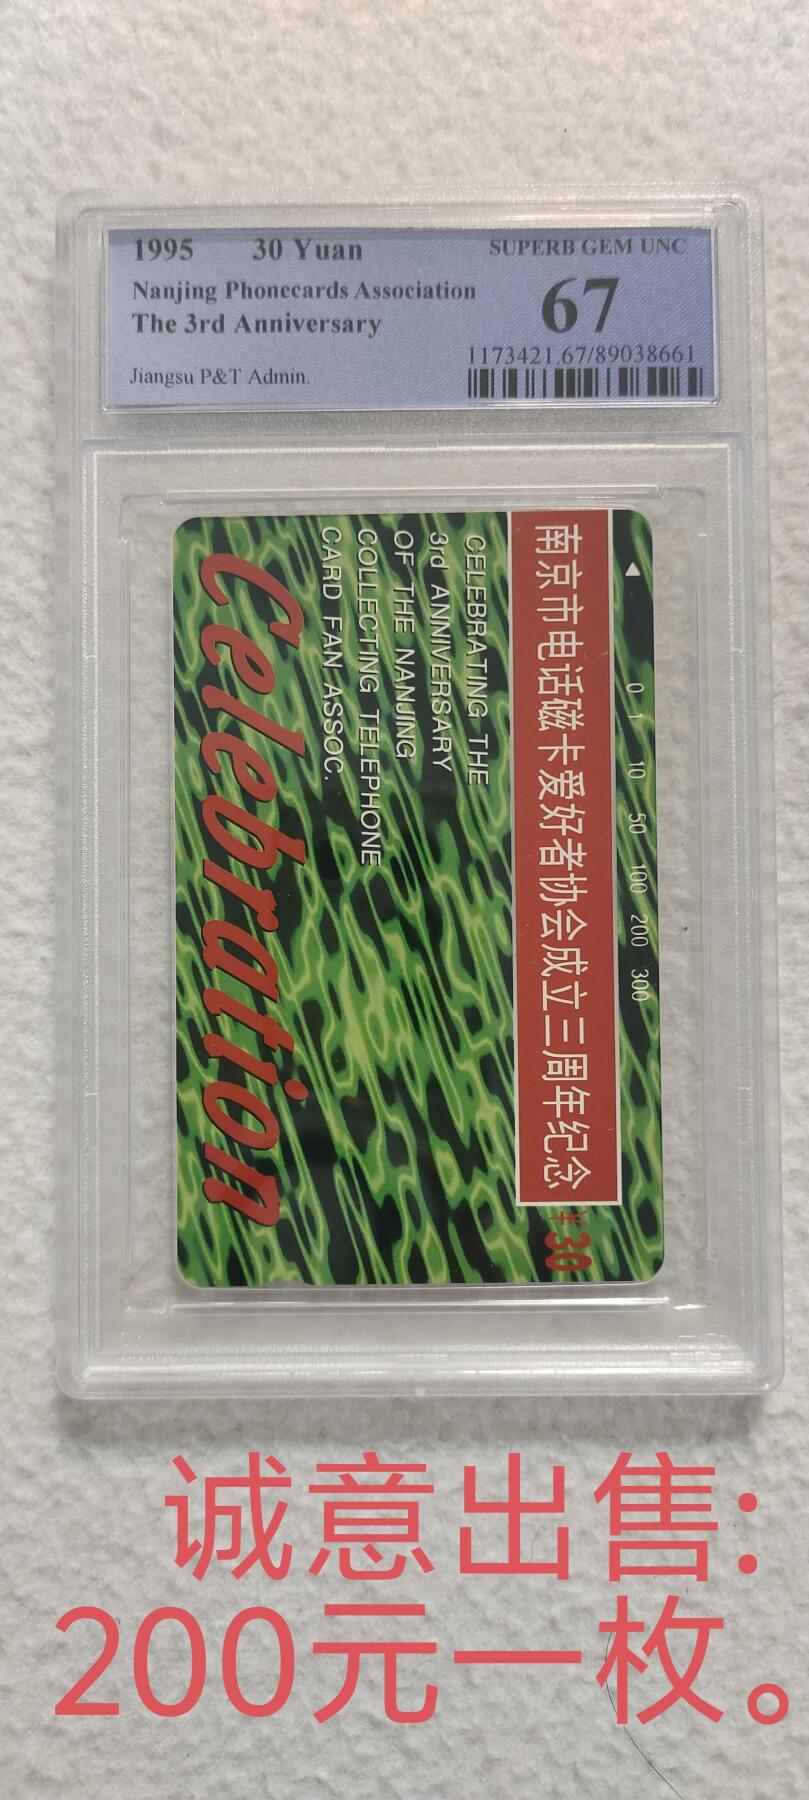 1995 30 Yuan
SUPERB GEM UNC
Nanjing Phonecards Association
67
The 3rd Anniversary
1173421.67/89038661
Jiangsu P&T Admin.
0 1 10 50 100 200 300
南京市电话磁卡爱好者协会成立三周年纪念
¥30
CELEBRATING THE
3rd ANNIVERSARY
OF THE NANJING
COLLECTING TELEPHONE
CARD FAN ASSOC.
Celebration
诚意出售:
200元一枚。